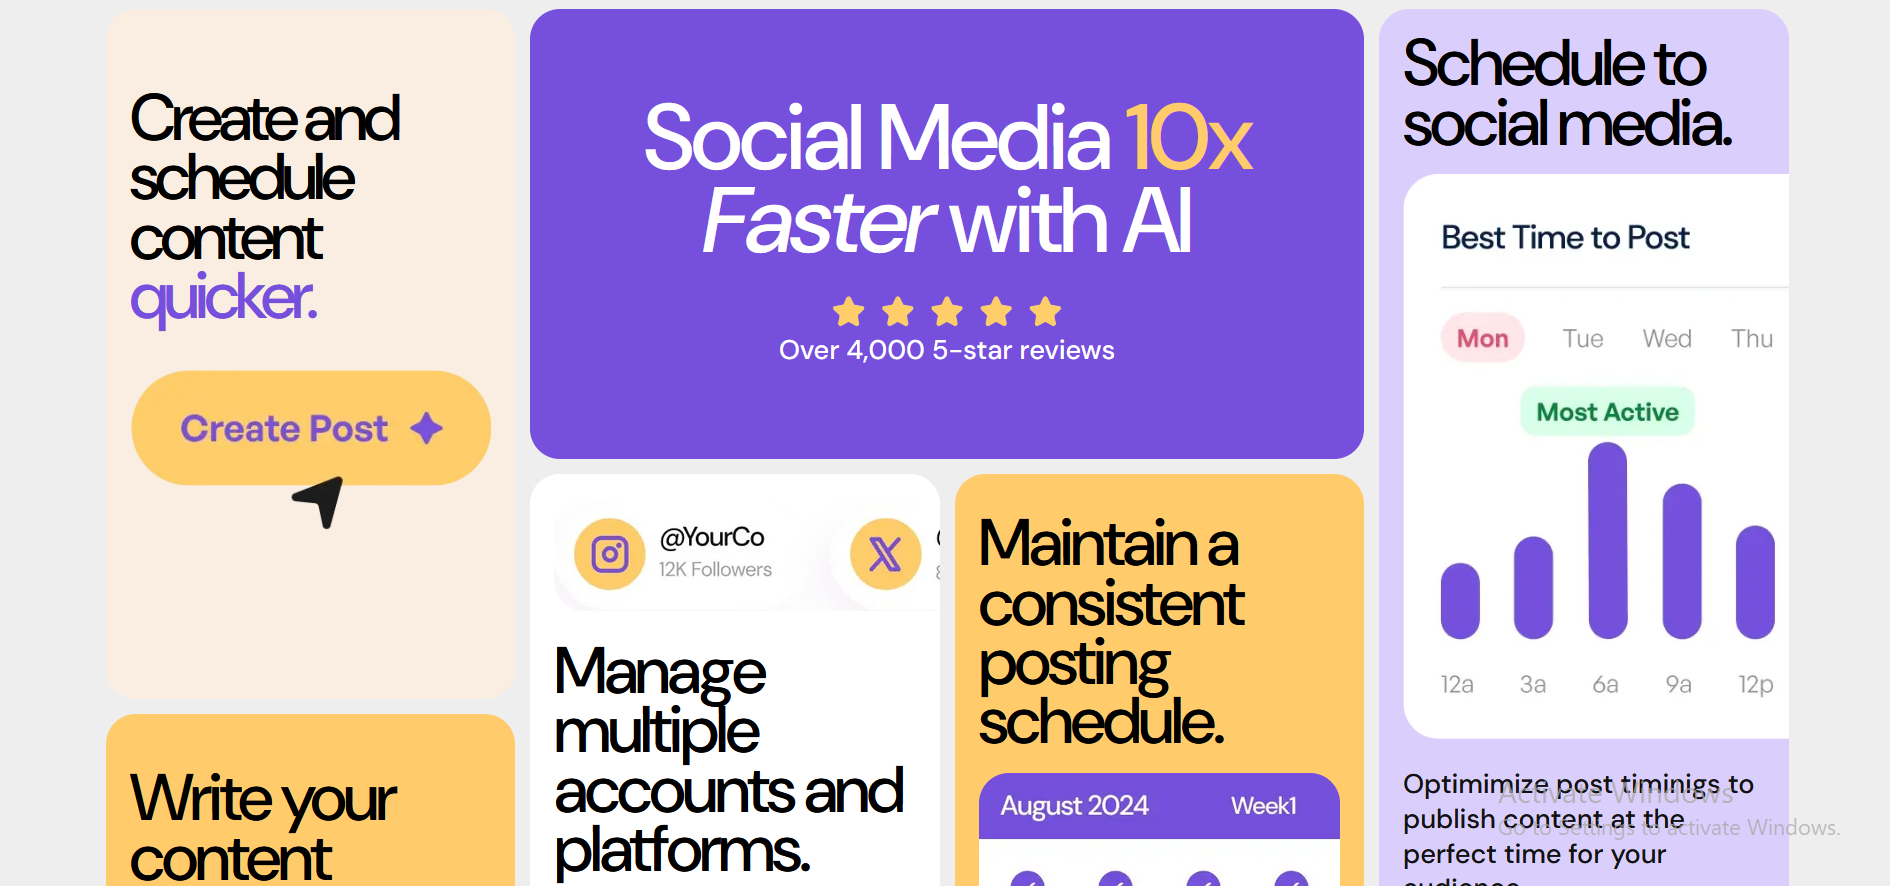 Create and
schedule
content
quicker.
Create Post
Write your
content
Social Media 10x
Faster with AI
Over 4,000 5-star reviews
@YourCo
12K Followers
Manage
multiple
accounts and
platforms.
Maintain a
consistent
posting
schedule.
August 2024 Week1
Schedule to
social media.
Best Time to Post
Mon Tue Wed Thu
Most Active
12a 3a 6a 9a 12p
Optimimize post timinigs to
publish content at the
perfect time for your
audience
Activate Windows
Go to Settings to activate Windows.